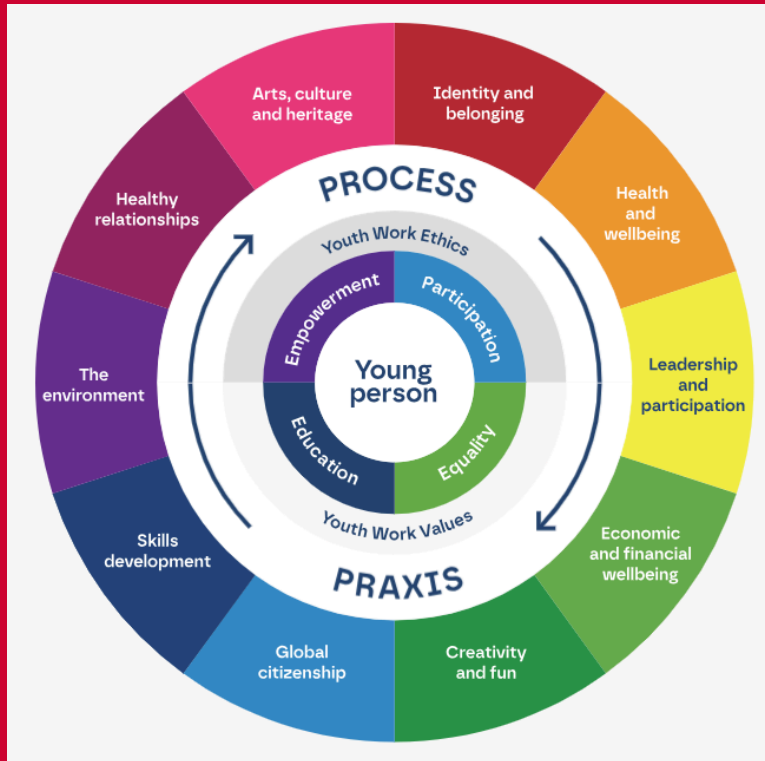 Arts, culture
and heritage
Identity and
belonging
Health
and
wellbeing
Leadership
and
participation
Economic
and financial
wellbeing
Creativity
and fun
Global
citizenship
Skills
development
The
environment
Healthy
relationships
PROCESS
Youth Work Ethics
Empowerment
Participation
Young
person
Education
Equality
Youth Work Values
PRAXIS